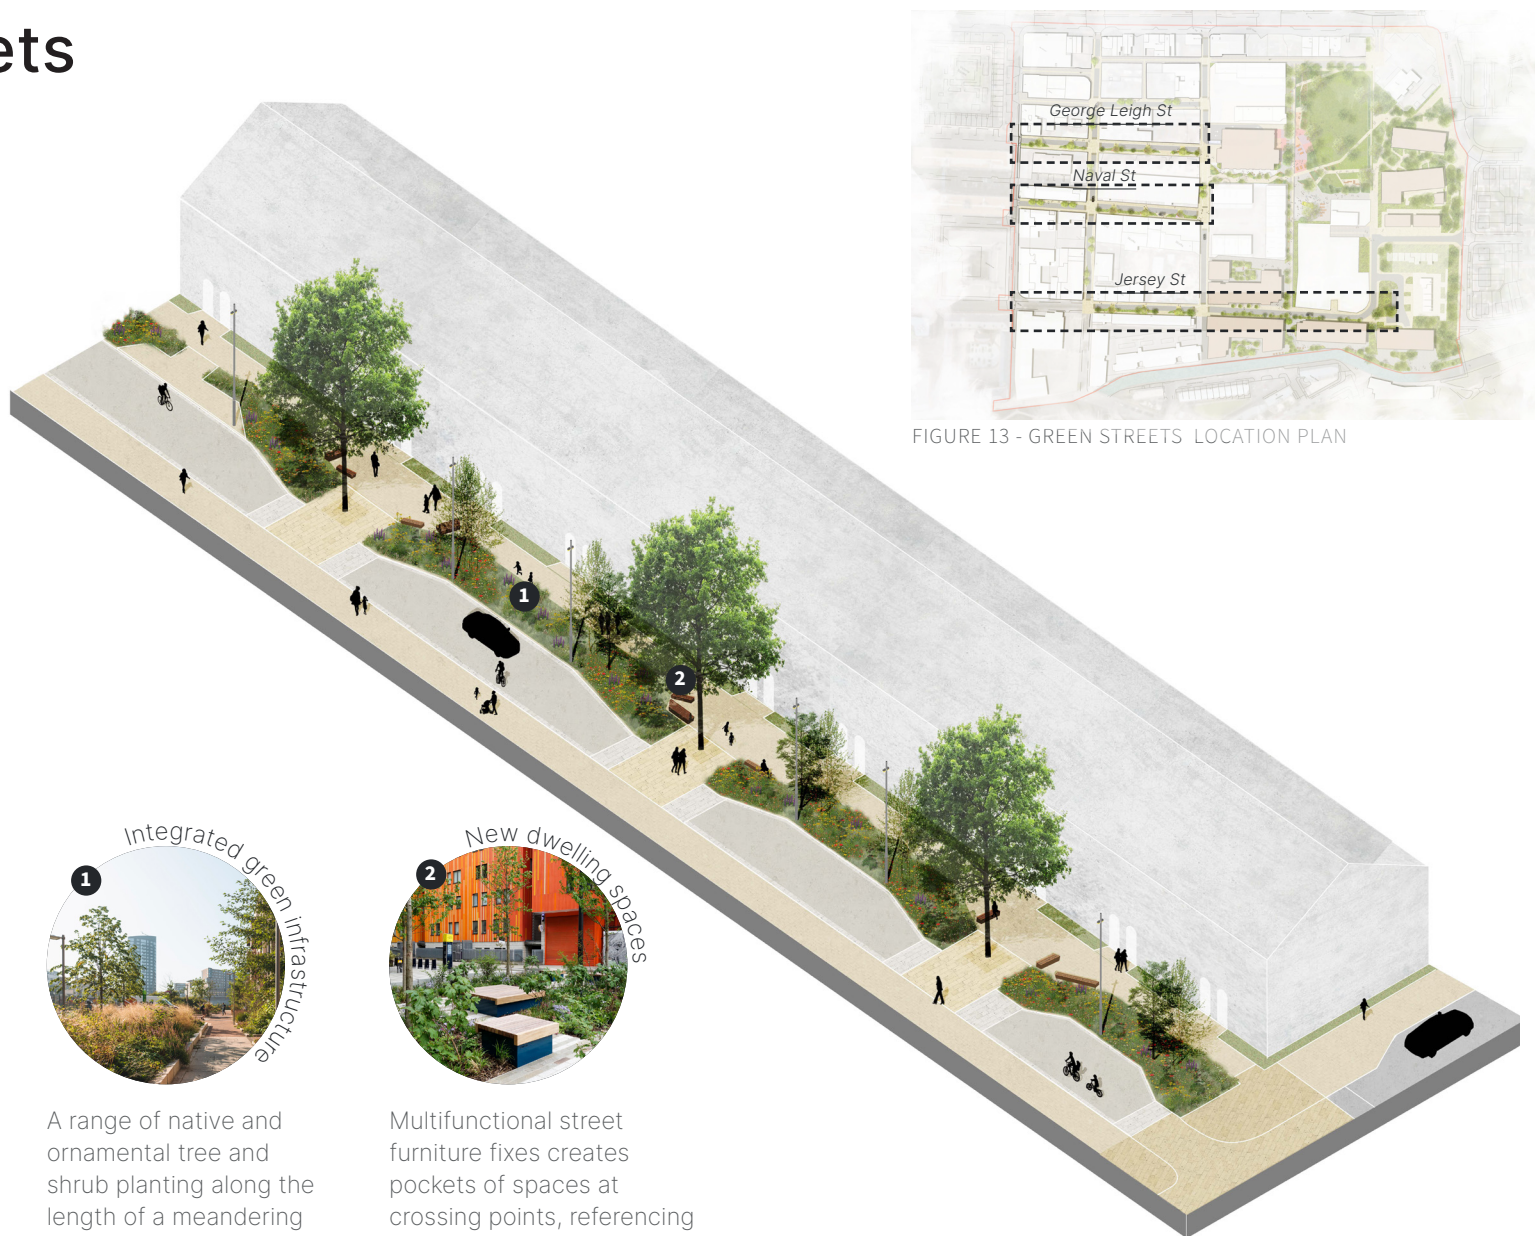 ets
George Leigh St
Naval St
Jersey St
FIGURE 13 - GREEN STREETS LOCATION PLAN
1
2
1
Integrated green infrastructure
2
New dwelling spaces
A range of native and
ornamental tree and
shrub planting along the
length of a meandering
Multifunctional street
furniture fixes creates
pockets of spaces at
crossing points, referencing